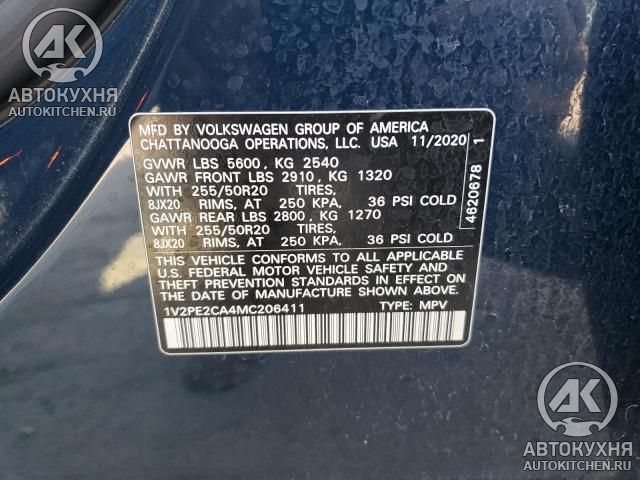 AK
АВТОКУХНЯ
AUTOKITCHEN.RU
MFD BY VOLKSWAGEN GROUP OF AMERICA
CHATTANOOGA OPERATIONS, LLC. USA 11/2020
GVWR LBS 5600 , KG 2540
GAWR FRONT LBS 2910 , KG 1320
WITH 255/50R20 TIRES,
8JX20 RIMS, AT 250 KPA, 36 PSI COLD
GAWR REAR LBS 2800 , KG 1270
WITH 255/50R20 TIRES,
8JX20 RIMS, AT 250 KPA, 36 PSI COLD
THIS VEHICLE CONFORMS TO ALL APPLICABLE
U.S. FEDERAL MOTOR VEHICLE SAFETY AND
THEFT PREVENTION STANDARDS IN EFFECT ON
THE DATE OF MANUFACTURE SHOWN ABOVE.
1V2PE2CA4MC206411 TYPE: MPV
4620678 1
AK
АВТОКУХНЯ
AUTOKITCHEN.RU